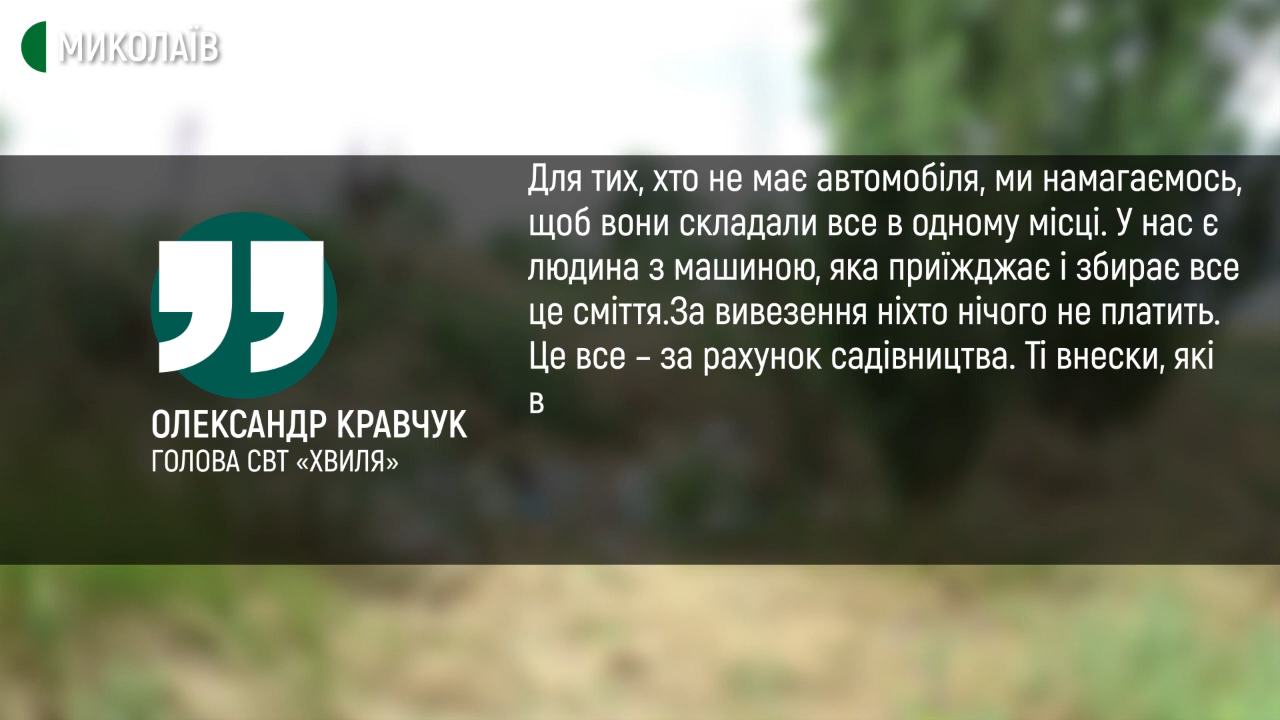 МИКОЛАЇВ
Для тих, хто не має автомобіля, ми намагаємось,
щоб вони складали все в одному місці. У нас є
людина з машиною, яка приїжджає і збирає все
це сміття.За вивезення ніхто нічого не платить.
Це все – за рахунок садівництва. Ті внески, які
в
ОЛЕКСАНДР КРАВЧУК
ГОЛОВА СВТ «ХВИЛЯ»